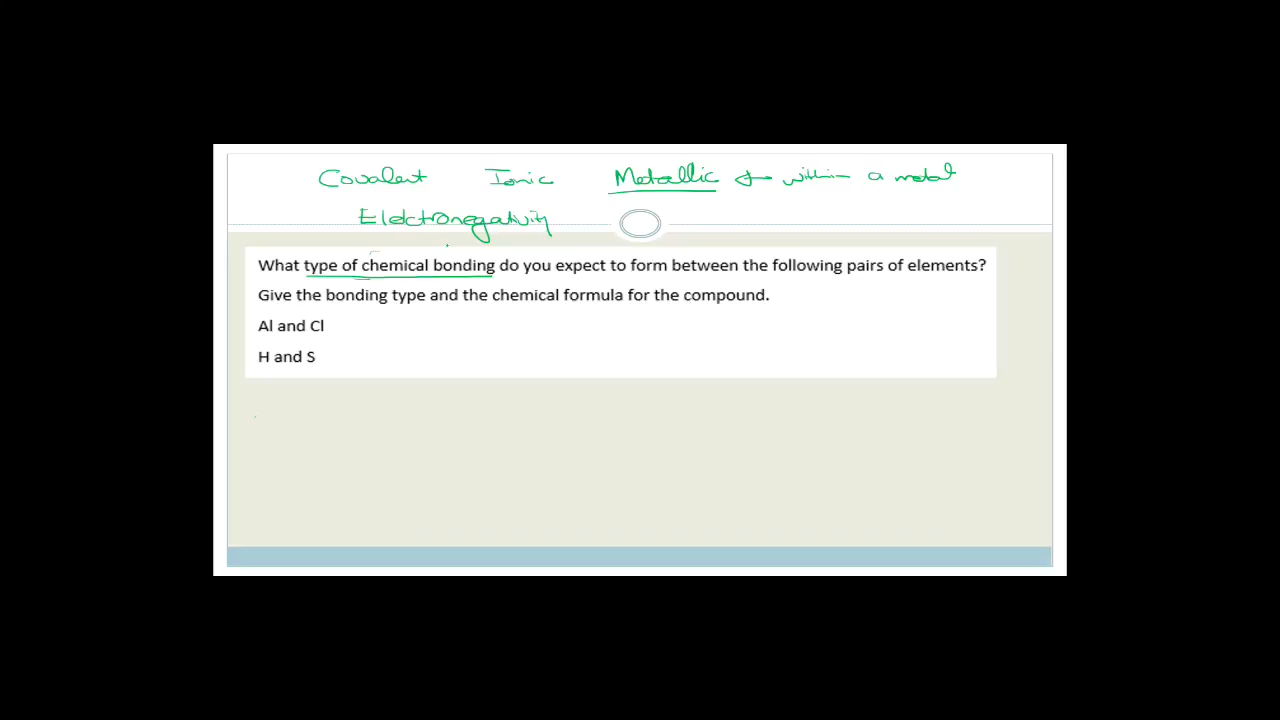 Covalent Ionic Metallic within a metal
Electronegativity
What type of chemical bonding do you expect to form between the following pairs of elements?
Give the bonding type and the chemical formula for the compound.
Al and Cl
H and S